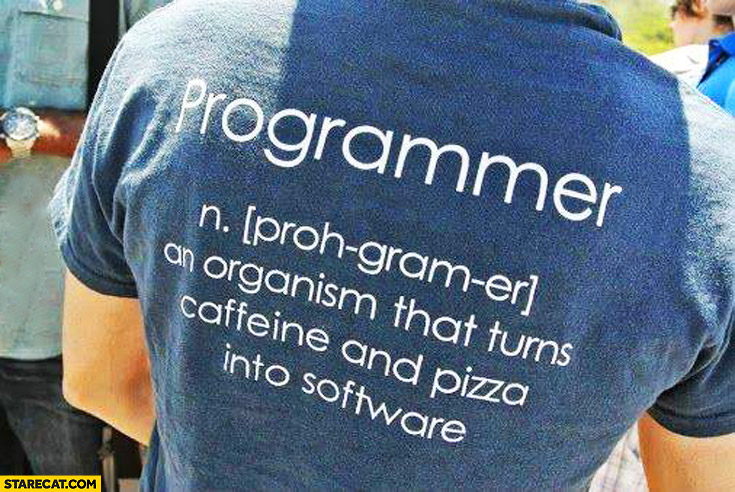 Programmer
n. [proh-gram-er]
an organism that turns
caffeine and pizza
into software
STARECAT.COM